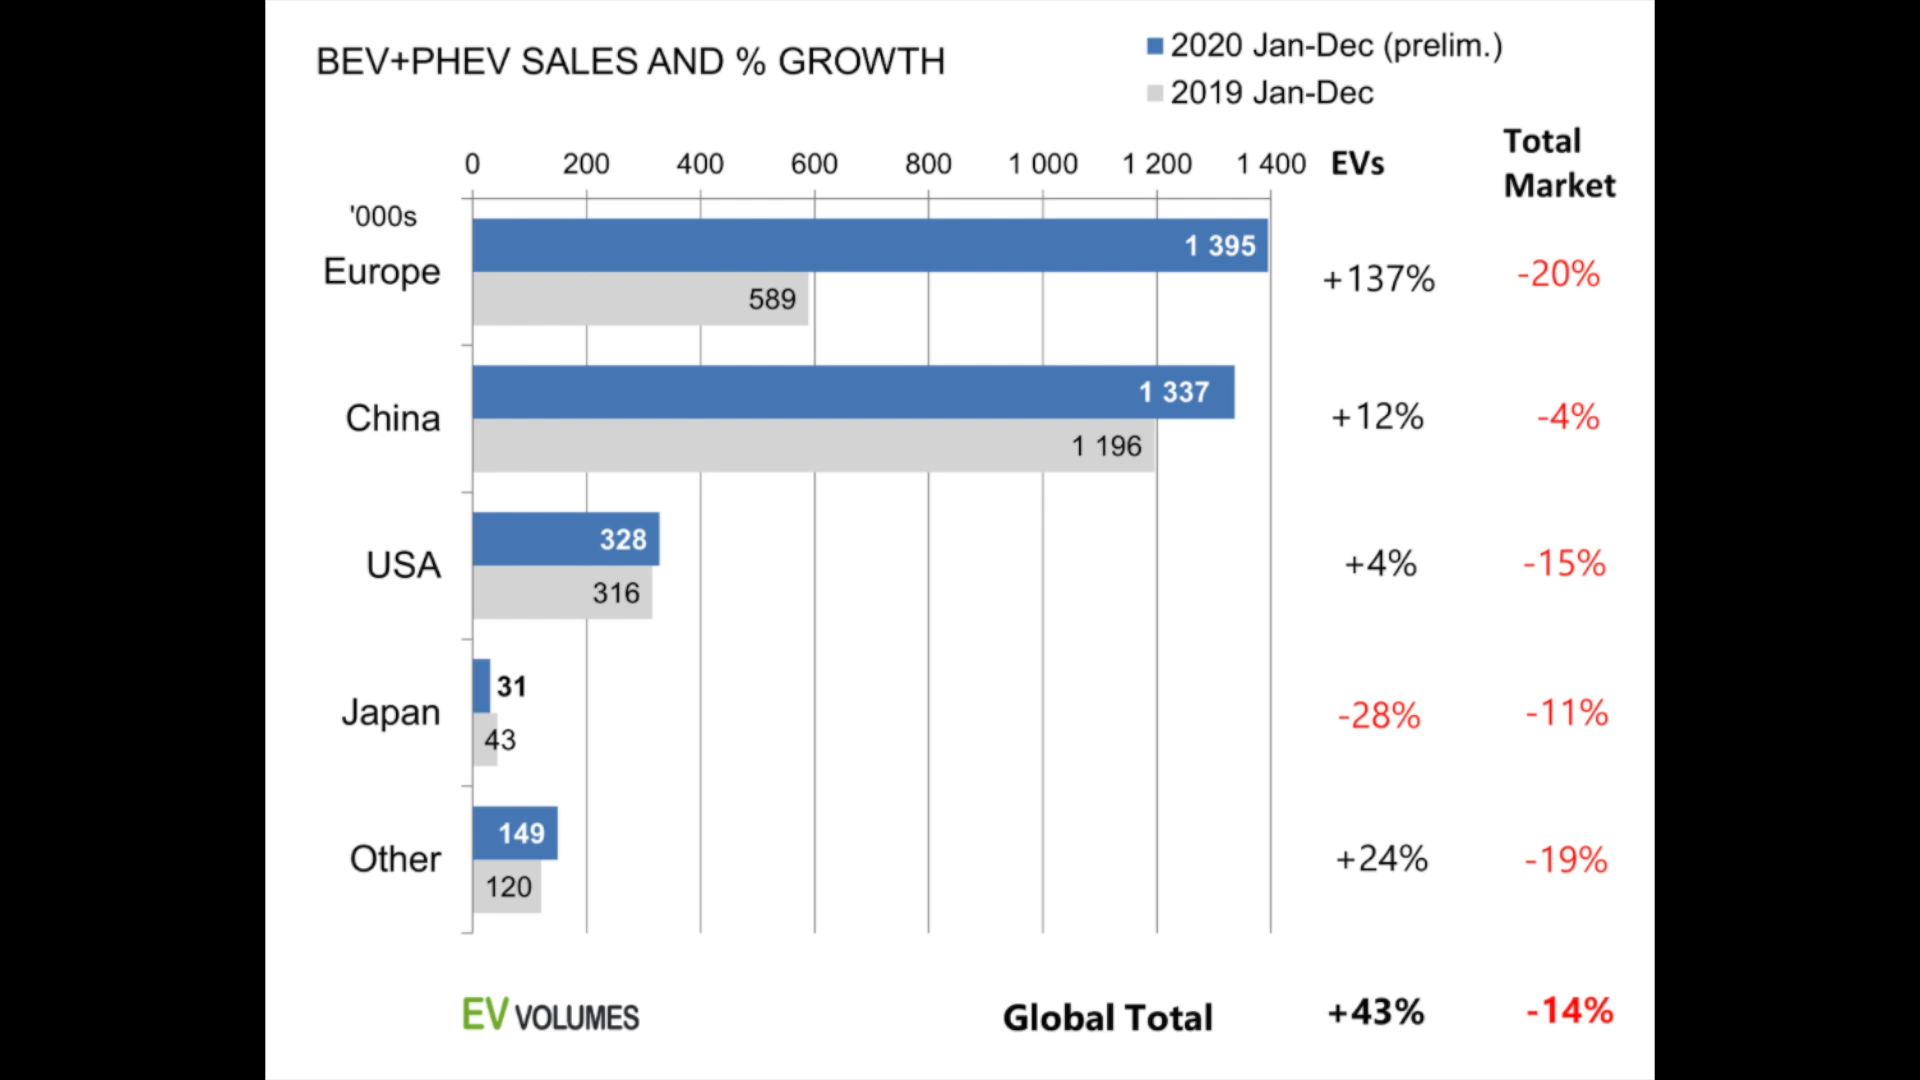 BEV+PHEV SALES AND % GROWTH
2020 Jan-Dec (prelim.)
2019 Jan-Dec
0 200 400 600 800 1 000 1 200 1 400 EVs Total Market
'000s
Europe 1 395 589 +137% -20%
China 1 337 1 196 +12% -4%
USA 328 316 +4% -15%
Japan 31 43 -28% -11%
Other 149 120 +24% -19%
EV VOLUMES Global Total +43% -14%